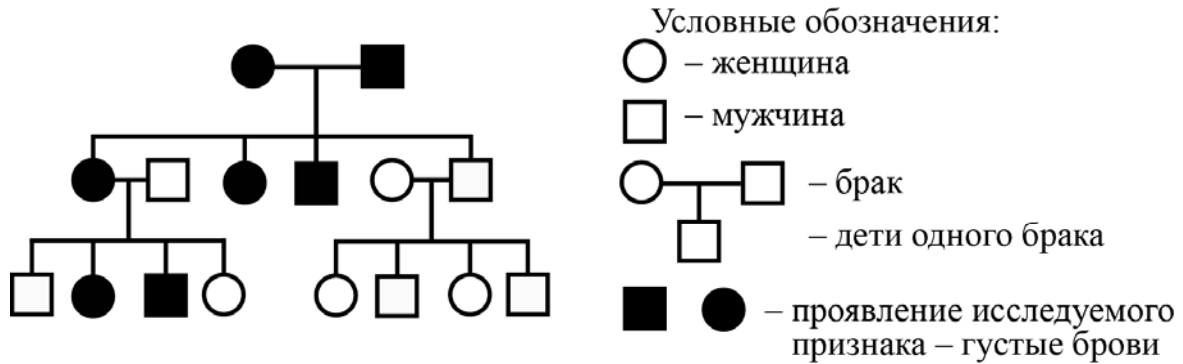 Условные обозначения:
– женщина
– мужчина
– брак
– дети одного брака
– проявление исследуемого
признака – густые брови